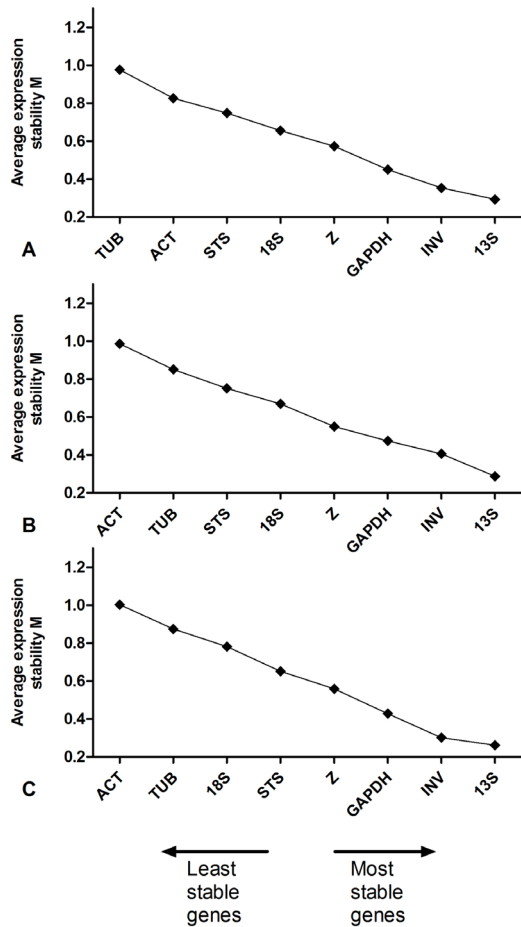 Average expression
stability M
1.2
1.0
0.8
0.6
0.4
0.2
A
TUB
ACT
STS
18S
Z
GAPDH
INV
13S
Average expression
stability M
1.2
1.0
0.8
0.6
0.4
0.2
B
ACT
TUB
STS
18S
Z
GAPDH
INV
13S
Average expression
stability M
1.2
1.0
0.8
0.6
0.4
0.2
C
ACT
TUB
18S
STS
Z
GAPDH
INV
13S
Least
stable
genes
Most
stable
genes